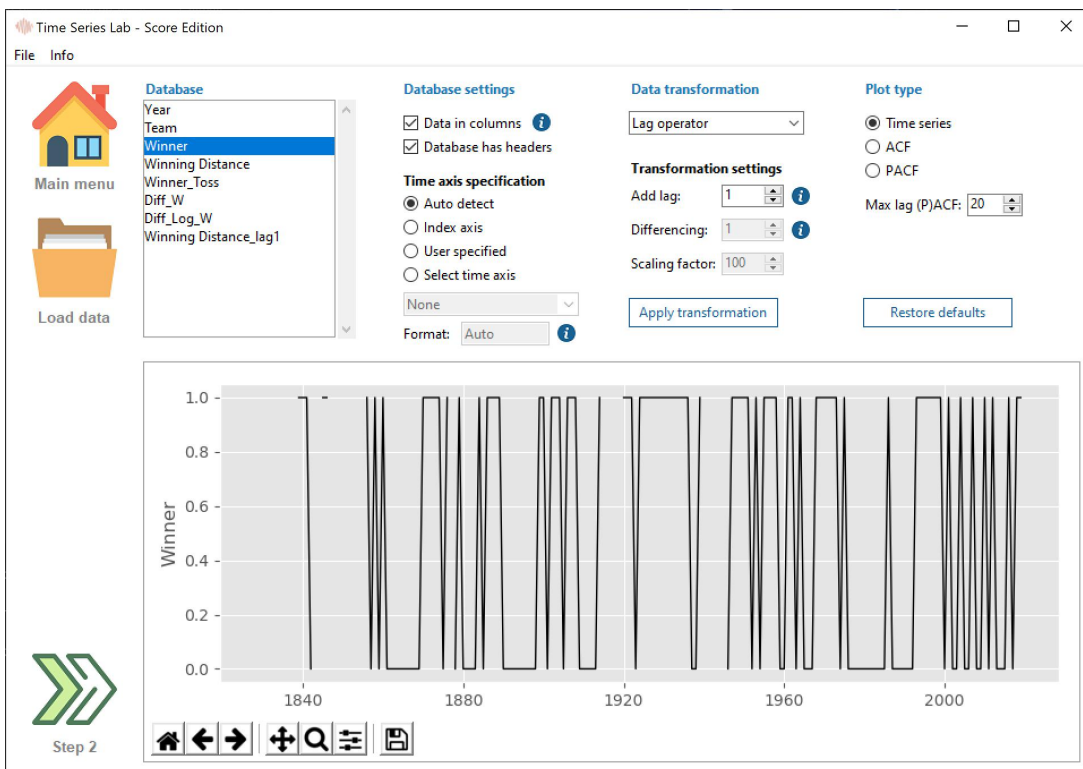 Time Series Lab - Score Edition
File Info
Main menu
Load data
Step 2
Database
Year
Team
Winner
Winning Distance
Winner_Toss
Diff_W
Diff_Log_W
Winning Distance_lag1
Database settings
Data in columns i
Database has headers
Time axis specification
Auto detect
Index axis
User specified
Select time axis
None
Format: Auto i
Data transformation
Lag operator
Transformation settings
Add lag: 1 i
Differencing: 1 i
Scaling factor: 100
Apply transformation
Plot type
Time series
ACF
PACF
Max lag (P)ACF: 20
Restore defaults
Winner
1.0
0.8
0.6
0.4
0.2
0.0
1840 1880 1920 1960 2000